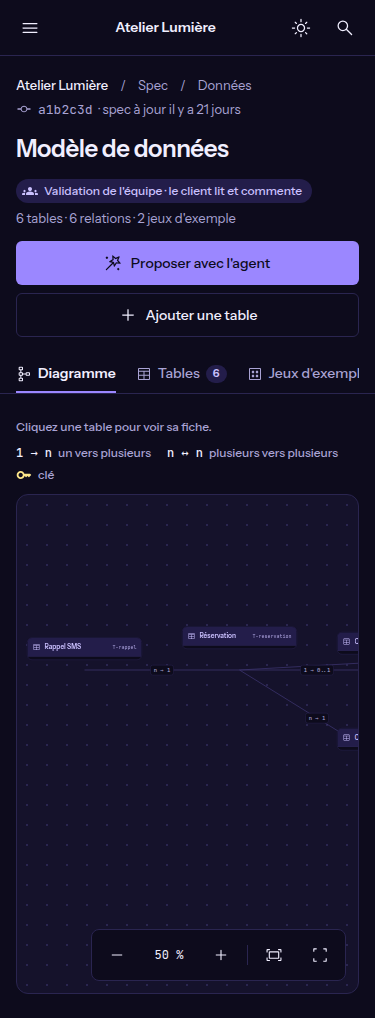 Atelier Lumière
Atelier Lumière / Spec / Données
a1b2c3d · spec à jour il y a 21 jours
Modèle de données
Validation de l'équipe · le client lit et commente
6 tables · 6 relations · 2 jeux d'exemple
Proposer avec l'agent
Ajouter une table
Diagramme Tables 6 Jeux d'exempl
Cliquez une table pour voir sa fiche.
1 → n un vers plusieurs n ↔ n plusieurs vers plusieurs
clé
Réservation T-reservation
Rappel SMS T-rappel
C
n → 1 1 → 0..1
n → 1
C
− 50 % +